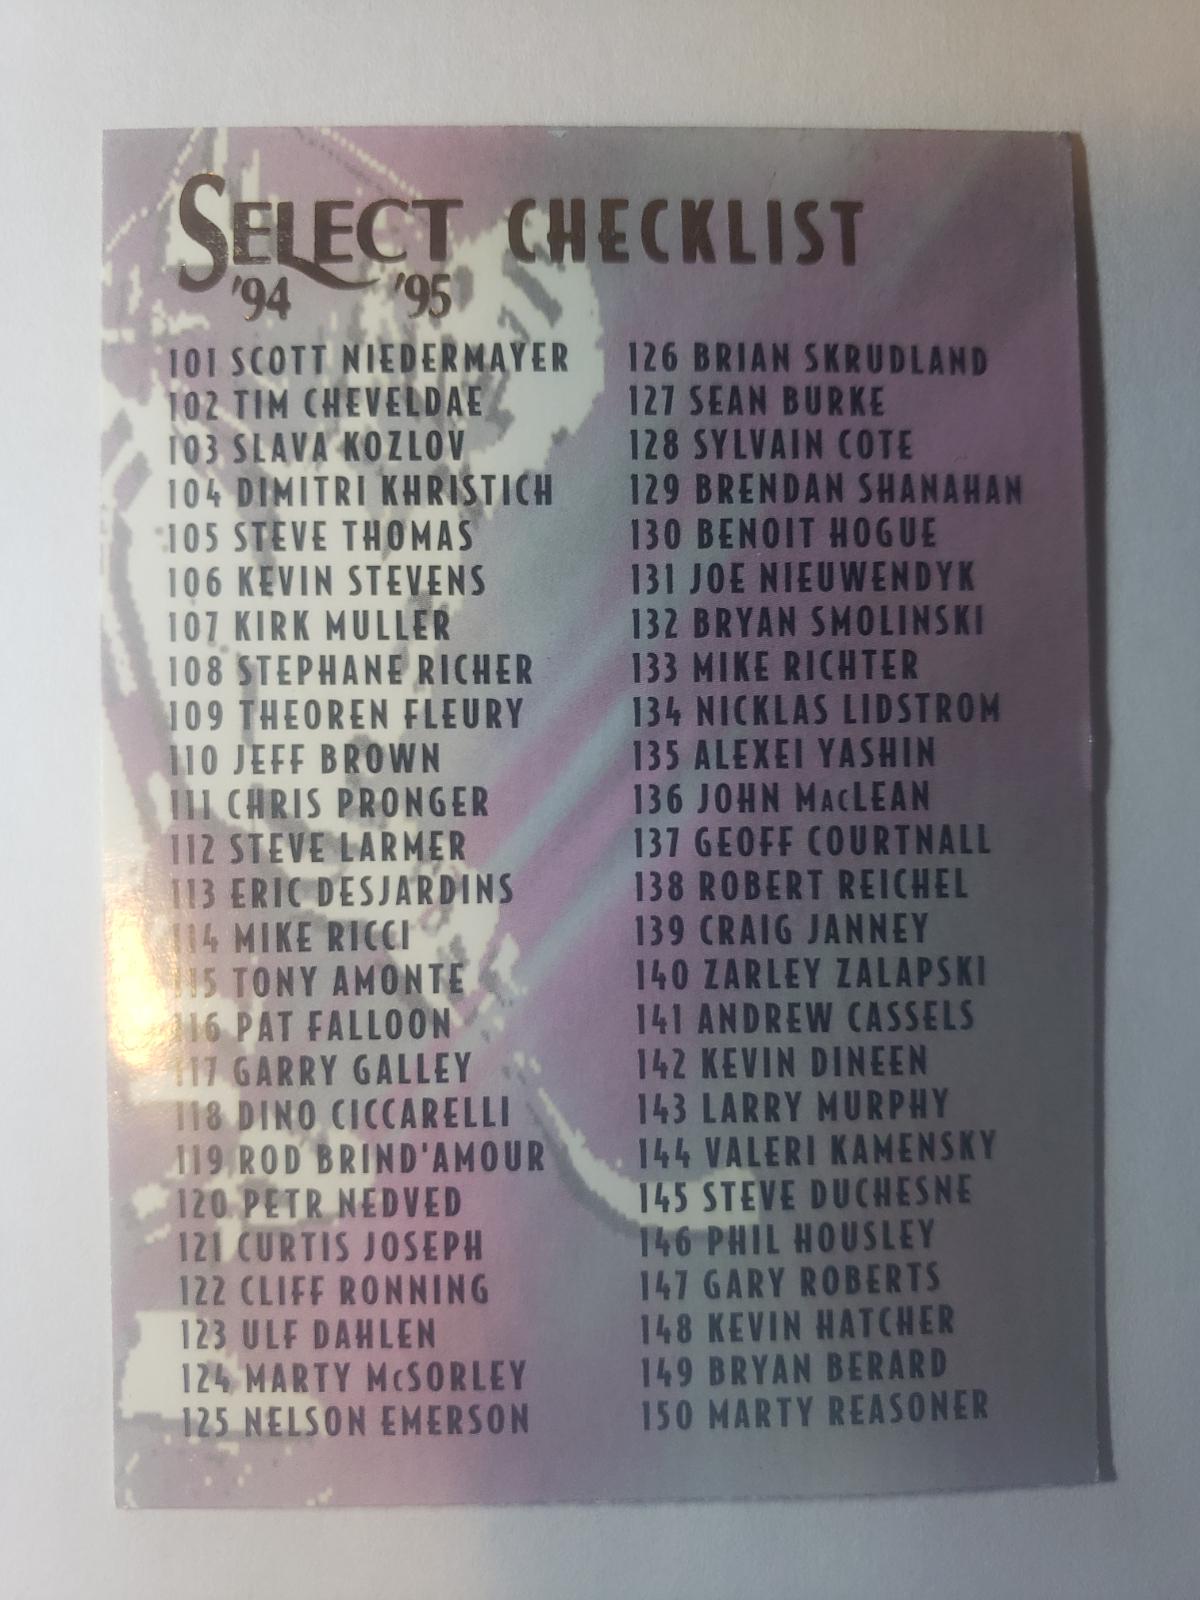 SELECT CHECKLIST
'94 '95
101 SCOTT NIEDERMAYER
102 TIM CHEVELDAE
103 SLAVA KOZLOV
104 DIMITRI KHRISTICH
105 STEVE THOMAS
106 KEVIN STEVENS
107 KIRK MULLER
108 STEPHANE RICHER
109 THEOREN FLEURY
110 JEFF BROWN
111 CHRIS PRONGER
112 STEVE LARMER
113 ERIC DESJARDINS
114 MIKE RICCI
115 TONY AMONTE
116 PAT FALLOON
117 GARRY GALLEY
118 DINO CICCARELLI
119 ROD BRIND'AMOUR
120 PETR NEDVED
121 CURTIS JOSEPH
122 CLIFF RONNING
123 ULF DAHLEN
124 MARTY McSORLEY
125 NELSON EMERSON
126 BRIAN SKRUDLAND
127 SEAN BURKE
128 SYLVAIN COTE
129 BRENDAN SHANAHAN
130 BENOIT HOGUE
131 JOE NIEUWENDYK
132 BRYAN SMOLINSKI
133 MIKE RICHTER
134 NICKLAS LIDSTROM
135 ALEXEI YASHIN
136 JOHN MacLEAN
137 GEOFF COURTNALL
138 ROBERT REICHEL
139 CRAIG JANNEY
140 ZARLEY ZALAPSKI
141 ANDREW CASSELS
142 KEVIN DINEEN
143 LARRY MURPHY
144 VALERI KAMENSKY
145 STEVE DUCHESNE
146 PHIL HOUSLEY
147 GARY ROBERTS
148 KEVIN HATCHER
149 BRYAN BERARD
150 MARTY REASONER